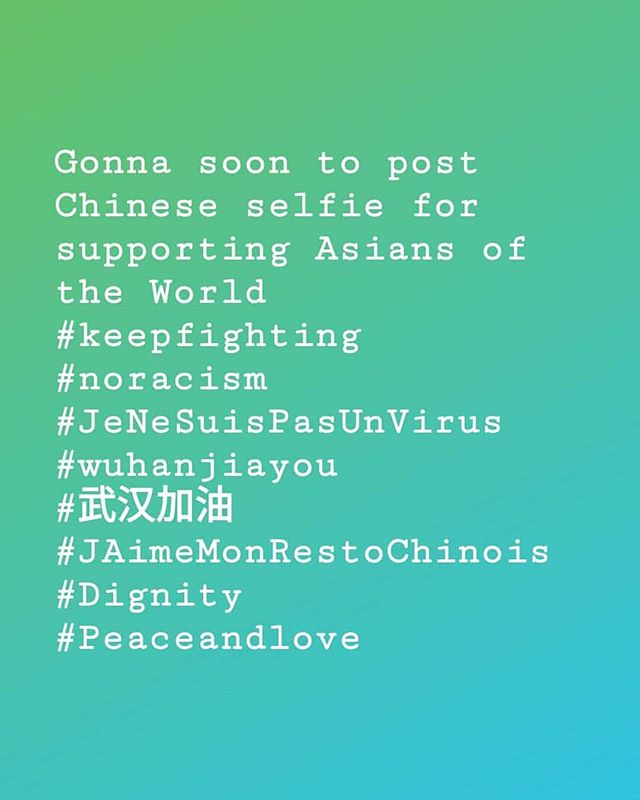 Gonna soon to post
Chinese selfie for
supporting Asians of
the World
#keepfighting
#noracism
#JeNeSuisPasUnVirus
#wuhanjiayou
#武汉加油
#JAimeMonRestoChinois
#Dignity
#Peaceandlove